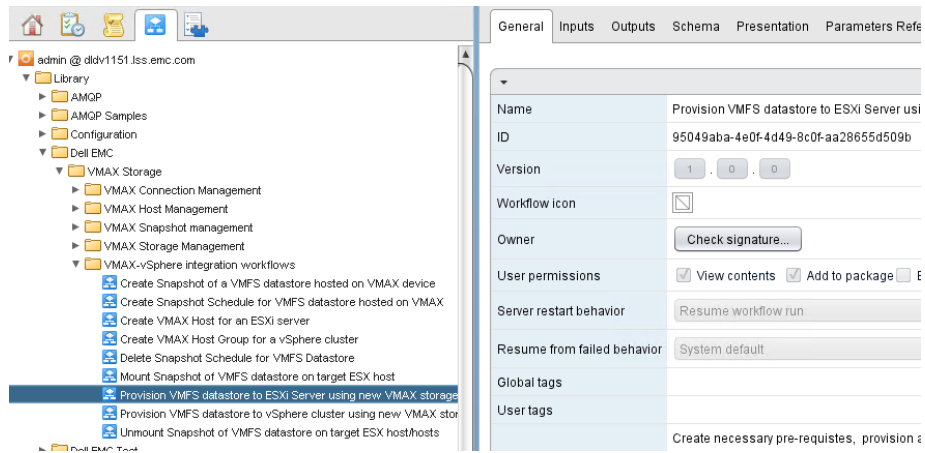 admin @ dldv1151.lss.emc.com
Library
AMQP
AMQP Samples
Configuration
Dell EMC
VMAX Storage
VMAX Connection Management
VMAX Host Management
VMAX Snapshot management
VMAX Storage Management
VMAX-vSphere integration workflows
Create Snapshot of a VMFS datastore hosted on VMAX device
Create Snapshot Schedule for VMFS datastore hosted on VMAX
Create VMAX Host for an ESXi server
Create VMAX Host Group for a vSphere cluster
Delete Snapshot Schedule for VMFS Datastore
Mount Snapshot of VMFS datastore on target ESX host
Provision VMFS datastore to ESXi Server using new VMAX storage
Provision VMFS datastore to vSphere cluster using new VMAX stor
Unmount Snapshot of VMFS datastore on target ESX host/hosts
Dell EMC Test
General Inputs Outputs Schema Presentation Parameters Refe
Name Provision VMFS datastore to ESXi Server usi
ID 95049aba-4e0f-4d49-8c0f-aa28655d509b
Version 1 . 0 . 0
Workflow icon
Owner Check signature...
User permissions View contents Add to package E
Server restart behavior Resume workflow run
Resume from failed behavior System default
Global tags
User tags
Create necessary pre-requistes, provision a